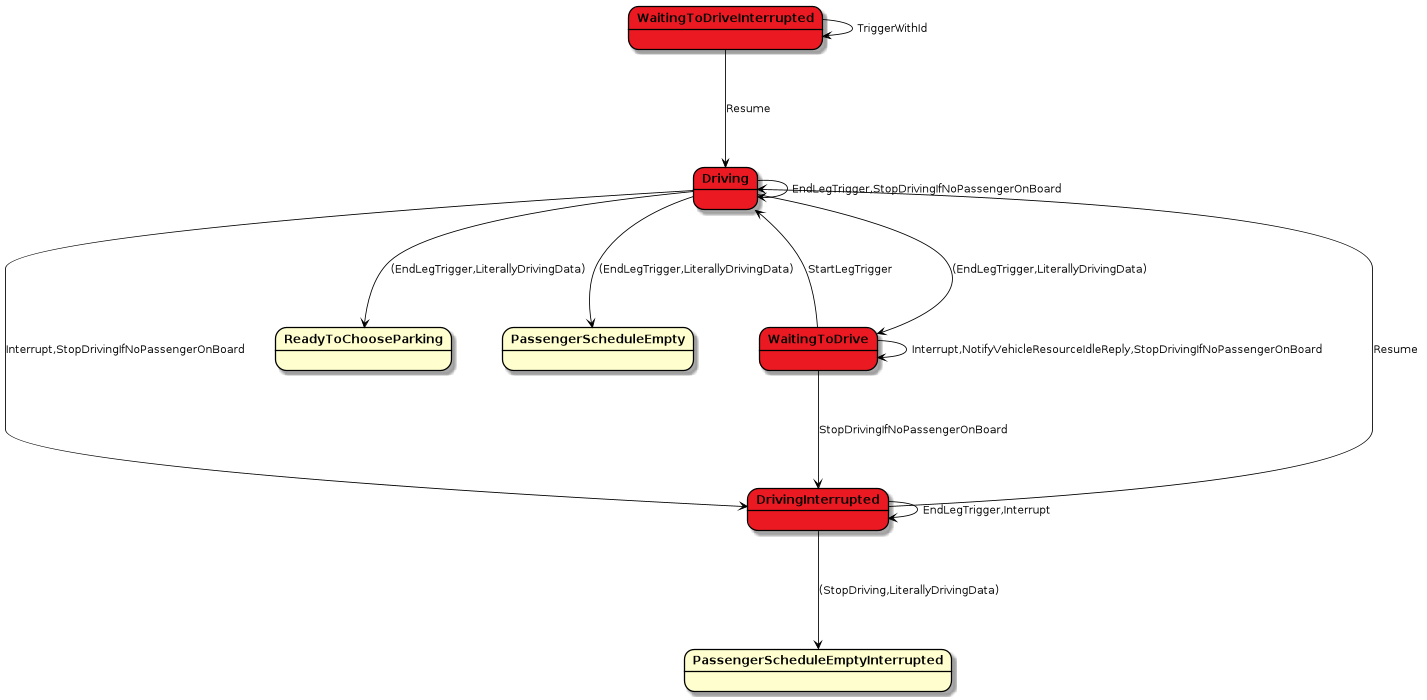 WaitingToDriveInterrupted
TriggerWithId
Resume
Driving
EndLegTrigger,StopDrivingIfNoPassengerOnBoard
(EndLegTrigger,LiterallyDrivingData)
(EndLegTrigger,LiterallyDrivingData)
StartLegTrigger
(EndLegTrigger,LiterallyDrivingData)
Interrupt,StopDrivingIfNoPassengerOnBoard
ReadyToChooseParking
PassengerScheduleEmpty
WaitingToDrive
Interrupt,NotifyVehicleResourceIdleReply,StopDrivingIfNoPassengerOnBoard
Resume
StopDrivingIfNoPassengerOnBoard
DrivingInterrupted
EndLegTrigger,Interrupt
(StopDriving,LiterallyDrivingData)
PassengerScheduleEmptyInterrupted